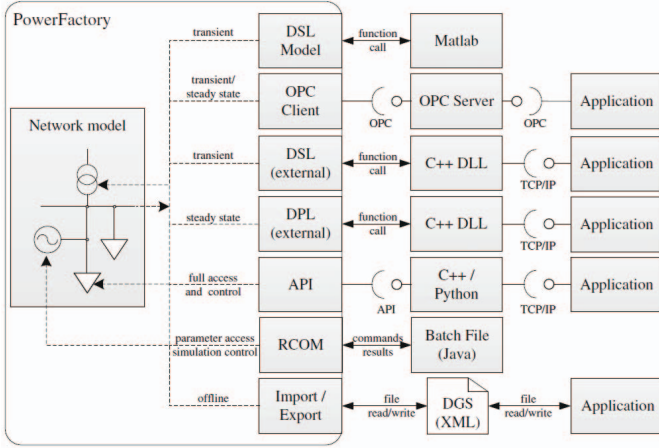 PowerFactory
Network model
transient
DSL
Model
function
call
Matlab
transient/
steady state
OPC
Client
OPC
OPC Server
OPC
Application
transient
DSL
(external)
function
call
C++ DLL
TCP/IP
Application
steady state
DPL
(external)
function
call
C++ DLL
TCP/IP
Application
full access
and control
API
API
C++ /
Python
TCP/IP
Application
parameter access
simulation control
RCOM
commands
results
Batch File
(Java)
offline
Import /
Export
file
read/write
DGS
(XML)
file
read/write
Application